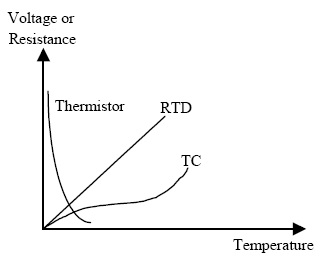 Voltage or
Resistance
Thermistor
RTD
TC
Temperature